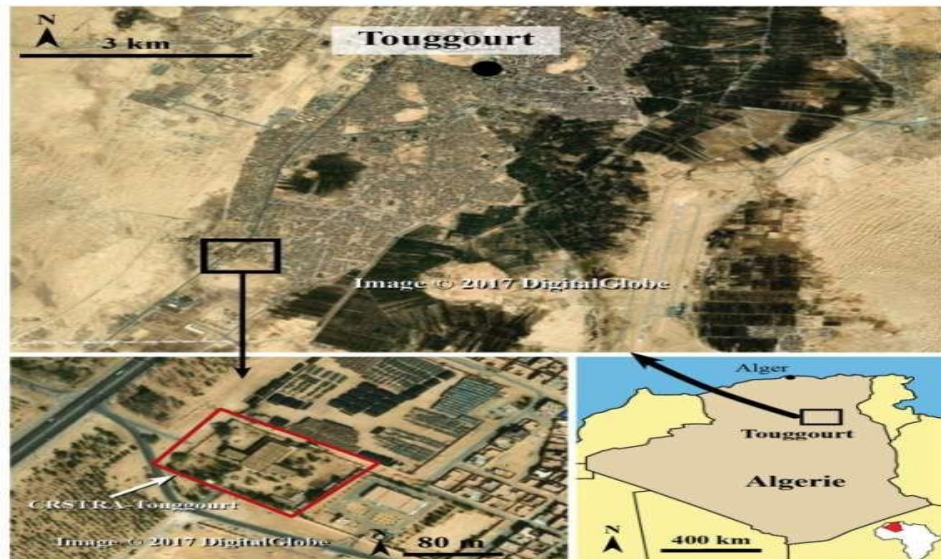 N
3 km
Touggourt
Image © 2017 DigitalGlobe
CRSTRA-Touggourt
Image © 2017 DigitalGlobe
80 m
Alger
Touggourt
Algerie
N
400 km